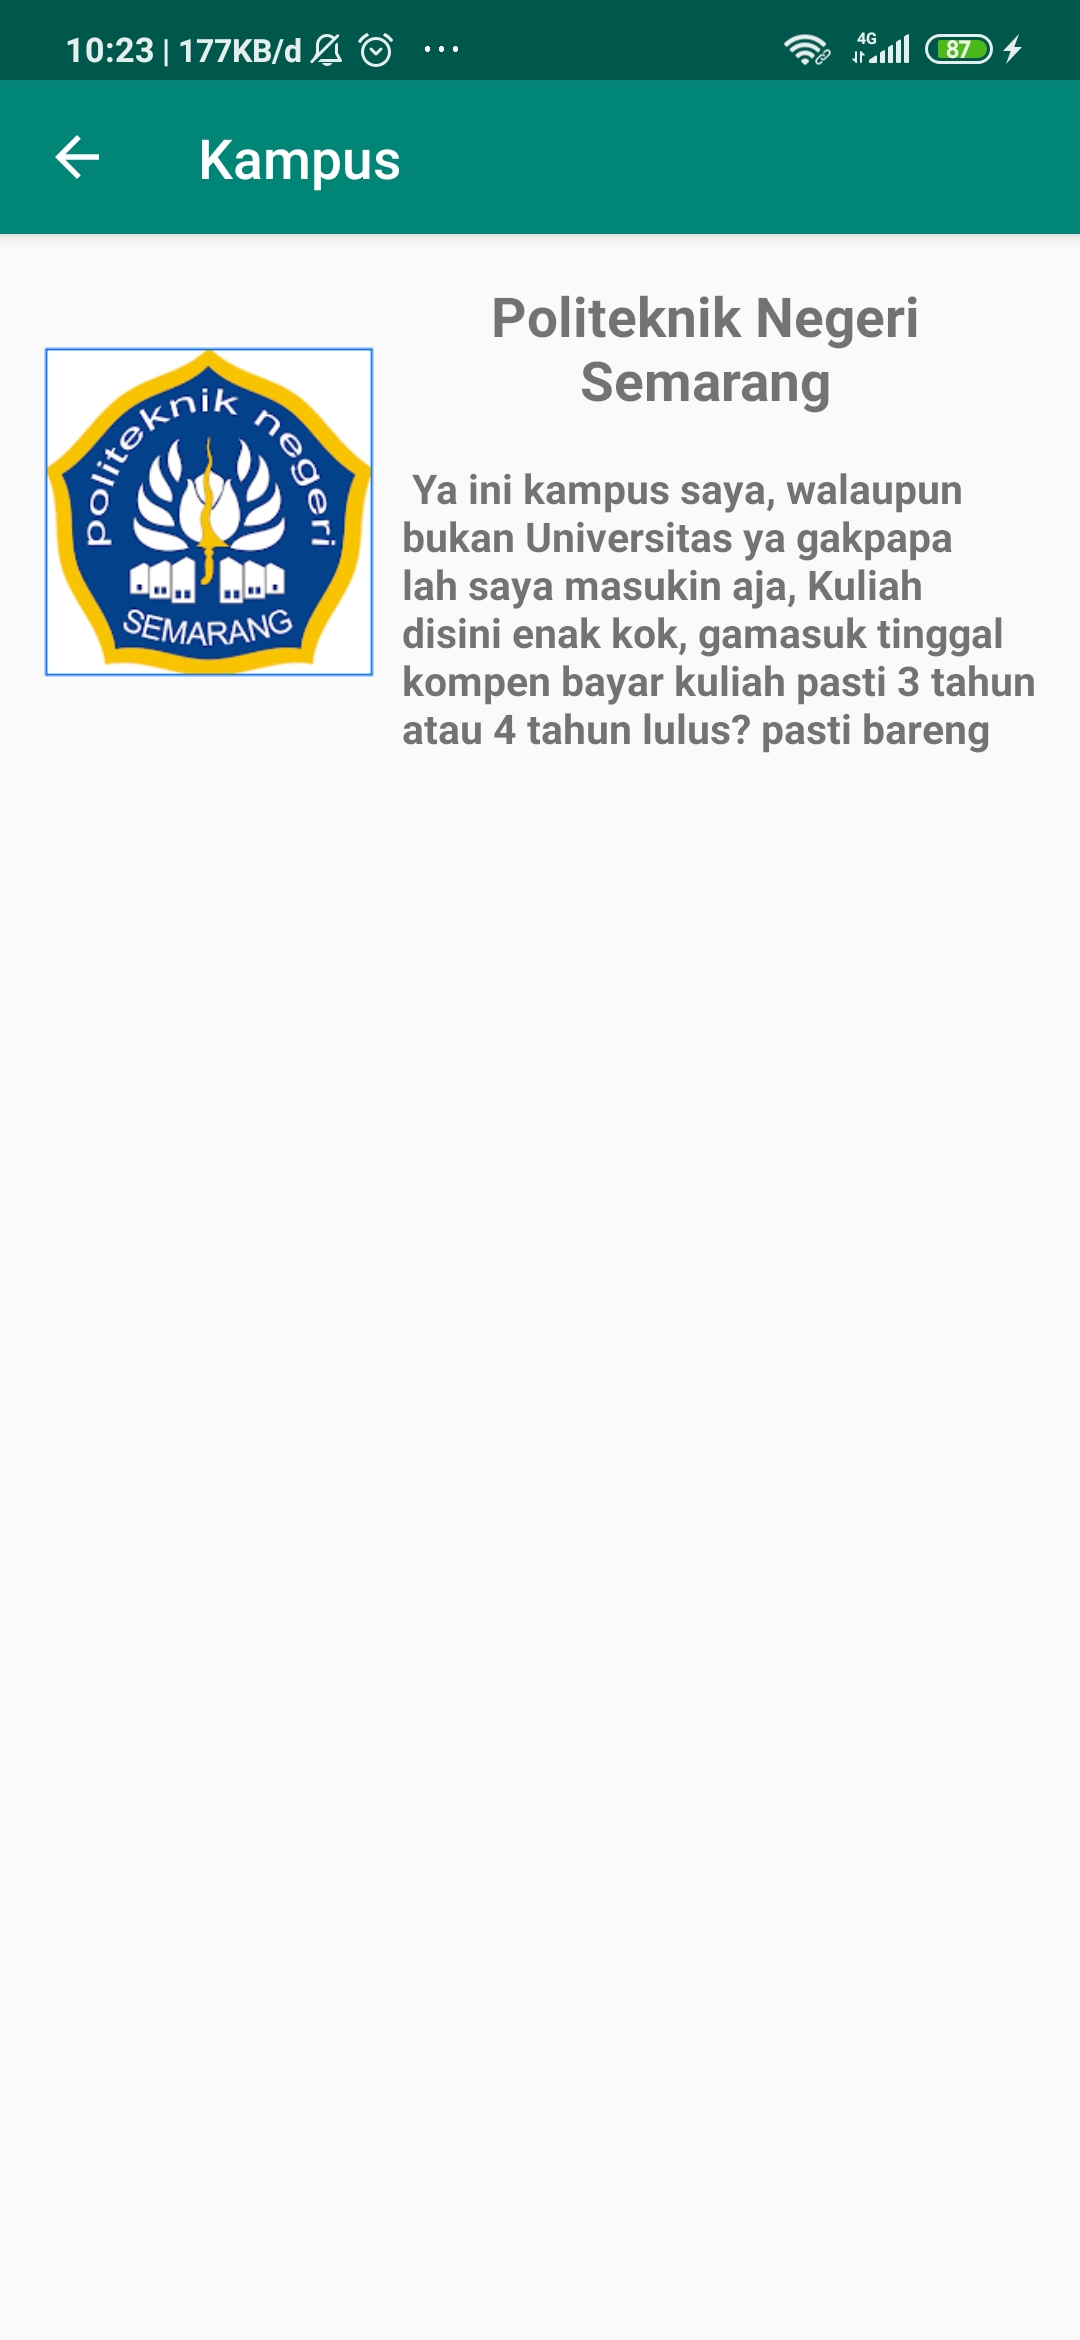 10:23 | 177KB/d
4G
87
Kampus
Politeknik Negeri
Semarang
politeknik negeri
SEMARANG
Ya ini kampus saya, walaupun
bukan Universitas ya gakpapa
lah saya masukin aja, Kuliah
disini enak kok, gamasuk tinggal
kompen bayar kuliah pasti 3 tahun
atau 4 tahun lulus? pasti bareng